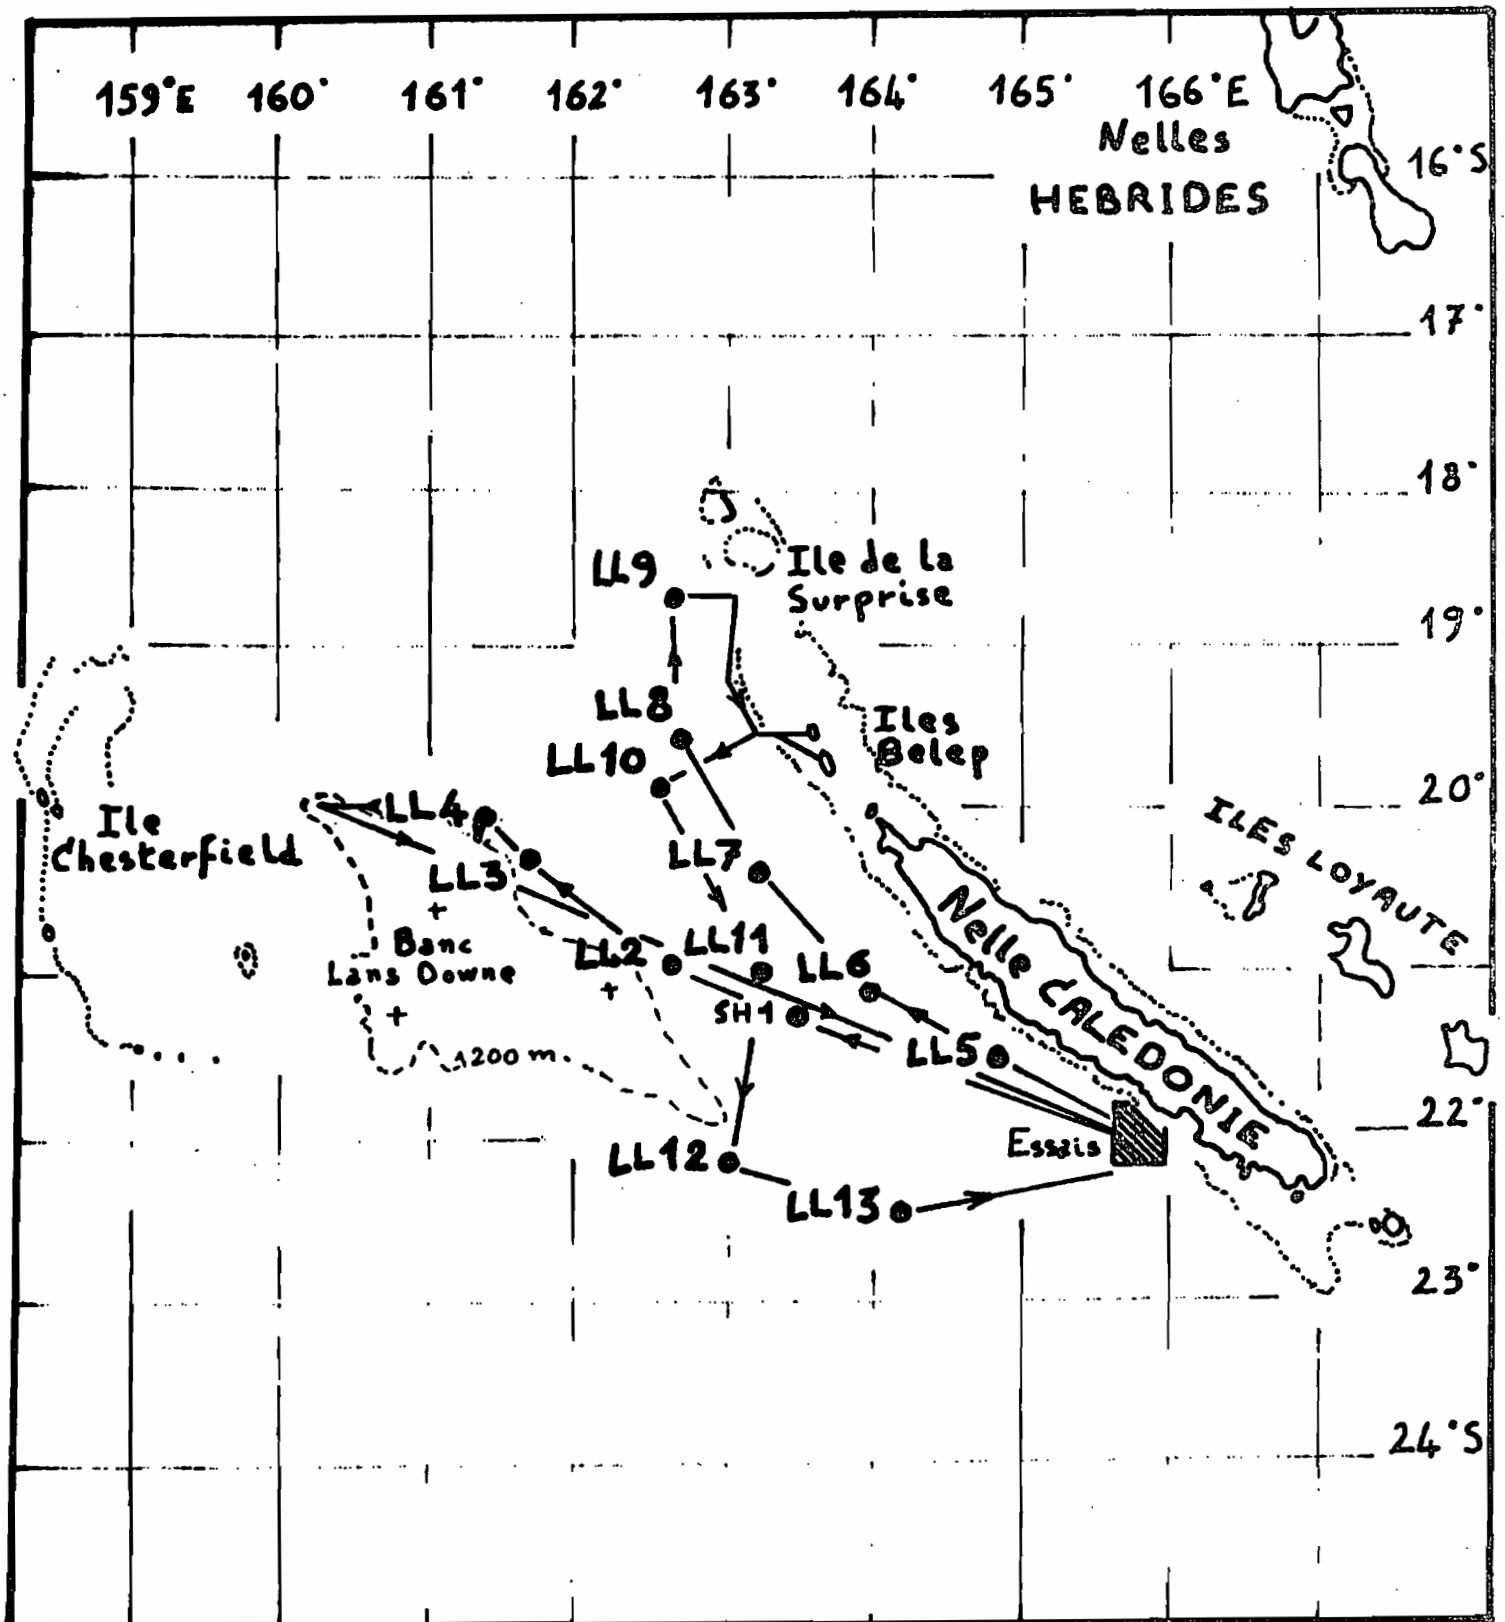 159°E 160° 161° 162° 163° 164° 165° 166°E
Nelles
HEBRIDES
16°S
17°
18°
Ile de la
Surprise
LL9
19°
LL8
Iles
Belep
LL10
20°
LL4
Ile
Chesterfield
ILES LOYAUTE
LL7
LL3
Nelle CALEDONIE
Banc
Lans Downe
LL2
LL11
LL6
SH1
LL5
1200 m
22°
Essais
LL12
LL13
23°
24°S